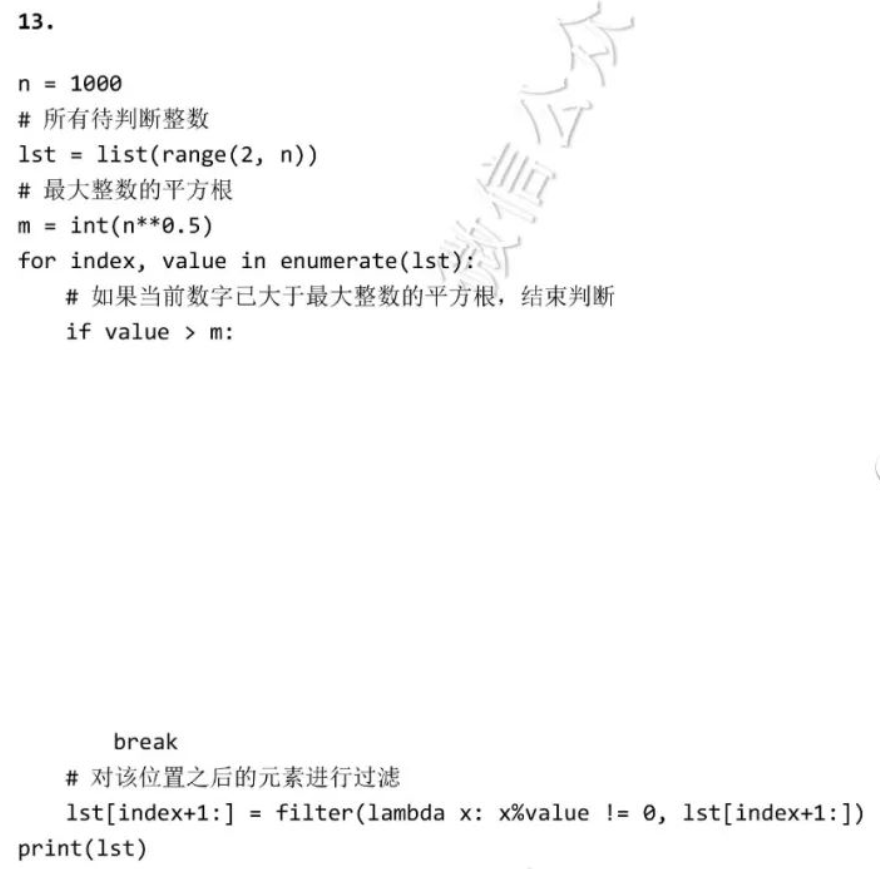 13.
n = 1000
# 所有待判断整数
lst = list(range(2, n))
# 最大整数的平方根
m = int(n**0.5)
for index, value in enumerate(lst):
    # 如果当前数字已大于最大整数的平方根，结束判断
    if value > m:
        break
    # 对该位置之后的元素进行过滤
    lst[index+1:] = filter(lambda x: x%value != 0, lst[index+1:])
print(lst)
微信公众